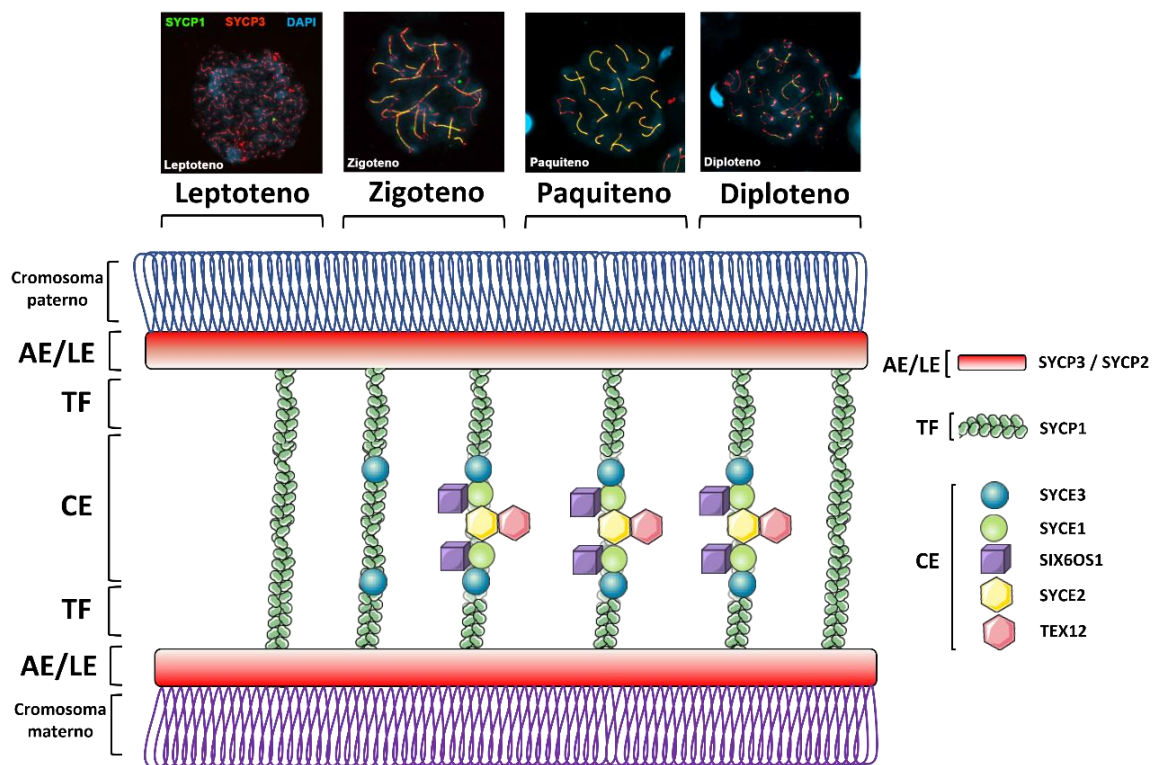 SYCP1 SYCP3 DAPI
Leptoteno
Zigoteno
Paquiteno
Diploteno
Leptoteno
Zigoteno
Paquiteno
Diploteno
Cromosoma
paterno
AE/LE
TF
CE
TF
AE/LE
Cromosoma
materno
AE/LE
SYCP3 / SYCP2
TF
SYCP1
CE
SYCE3
SYCE1
SIX6OS1
SYCE2
TEX12